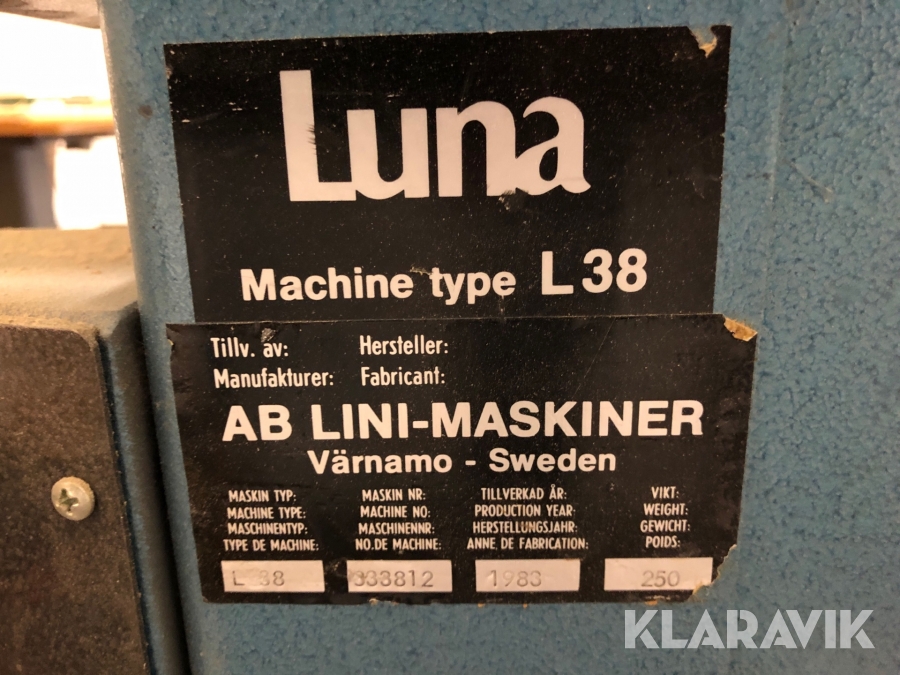 Luna
Machine type L38
Tillv. av: Hersteller:
Manufakturer: Fabricant:
AB LINI-MASKINER
Värnamo - Sweden
MASKIN TYP: MASKIN NR: TILLVERKAD ÅR: VIKT:
MACHINE TYPE: MACHINE NO: PRODUCTION YEAR: WEIGHT:
MASCHINENTYP: MASCHINENNR: HERSTELLUNGSJAHR: GEWICHT:
TYPE DE MACHINE: NO.DE MACHINE: ANNE DE FABRICATION: POIDS:
L 38 333812 1983 250
KLARAVIK